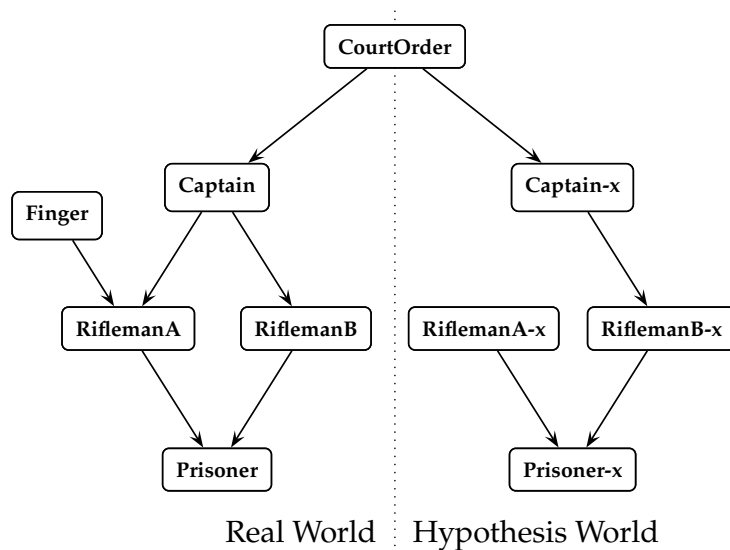 CourtOrder
Captain
Captain-x
Finger
RiflemanA
RiflemanB
RiflemanA-x
RiflemanB-x
Prisoner
Prisoner-x
Real World
Hypothesis World